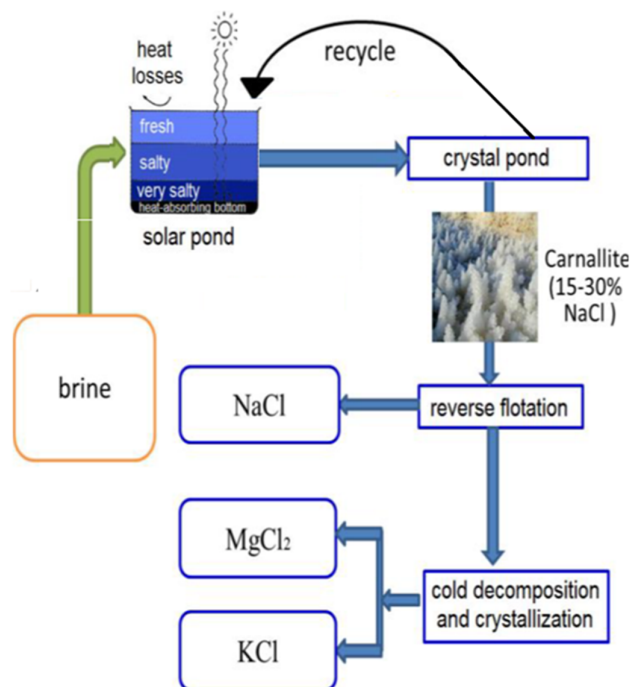 heat
losses
recycle
fresh
salty
very salty
heat-absorbing bottom
solar pond
crystal pond
Carnallite
(15-30%
NaCl )
brine
NaCl
reverse flotation
MgCl₂
cold decomposition
and crystallization
KCl